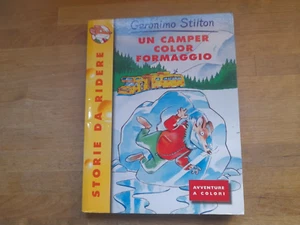 Geronimo Stilton
UN CAMPER
COLOR
FORMAGGIO
STORIE DA RIDERE
AVVENTURE
A COLORI